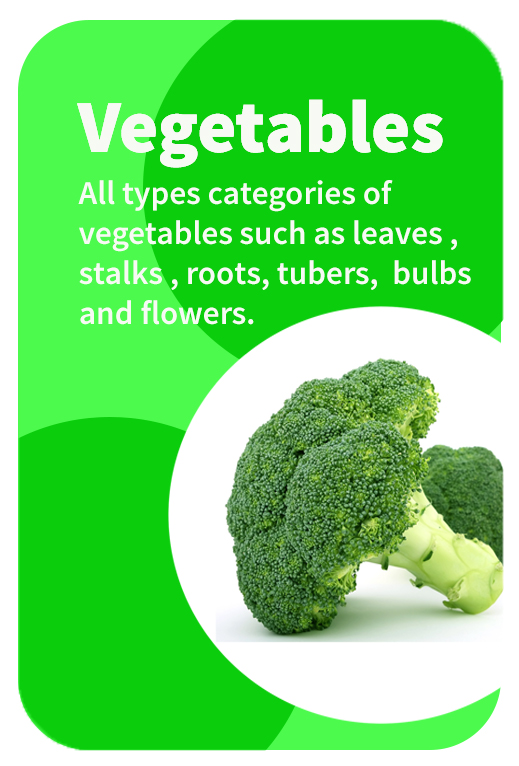 Vegetables
All types categories of
vegetables such as leaves ,
stalks , roots, tubers,  bulbs
and flowers.